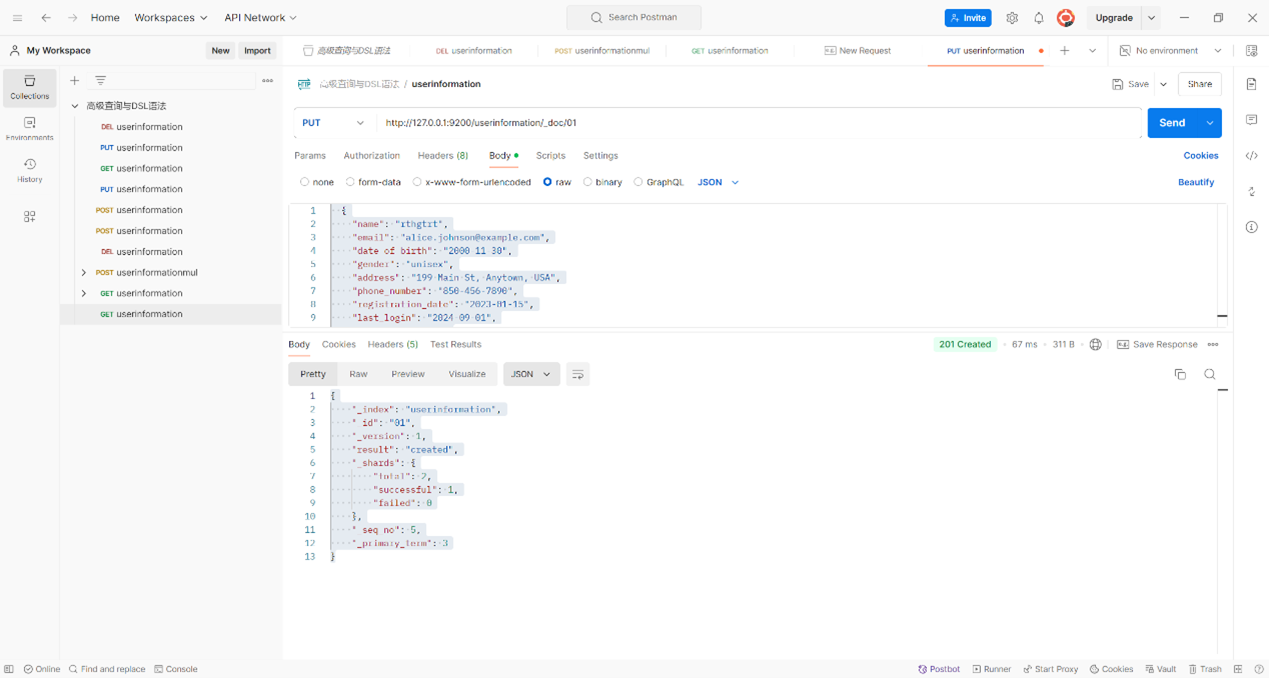 Home Workspaces API Network Search Postman Invite Upgrade
My Workspace New Import 高级查询与DSL语法 DEL userinformation POST userinformationmul GET userinformation New Request PUT userinformation No environment
Collections
Environments
History
高级查询与DSL语法
DEL userinformation
PUT userinformation
GET userinformation
PUT userinformation
POST userinformation
POST userinformation
DEL userinformation
POST userinformationmul
GET userinformation
GET userinformation
HTTP 高级查询与DSL语法 / userinformation Save Share
PUT http://127.0.0.1:9200/userinformation/_doc/01 Send
Params Authorization Headers (8) Body Scripts Settings Cookies
none form-data x-www-form-urlencoded raw binary GraphQL JSON Beautify
1 {
2 "name": "rthgtrt",
3 "email": "alice.johnson@example.com",
4 "date_of_birth": "2000-11-30",
5 "gender": "unisex",
6 "address": "199 Main St, Anytown, USA",
7 "phone_number": "850-456-7890",
8 "registration_date": "2023-01-15",
9 "last_login": "2024-09-01",
Body Cookies Headers (5) Test Results 201 Created 67 ms 311 B Save Response
Pretty Raw Preview Visualize JSON
1 {
2 "_index": "userinformation",
3 "_id": "01",
4 "_version": 1,
5 "result": "created",
6 "_shards": {
7 "total": 2,
8 "successful": 1,
9 "failed": 0
10 },
11 "_seq_no": 5,
12 "_primary_term": 3
13 }
Online Find and replace Console Postbot Runner Start Proxy Cookies Vault Trash